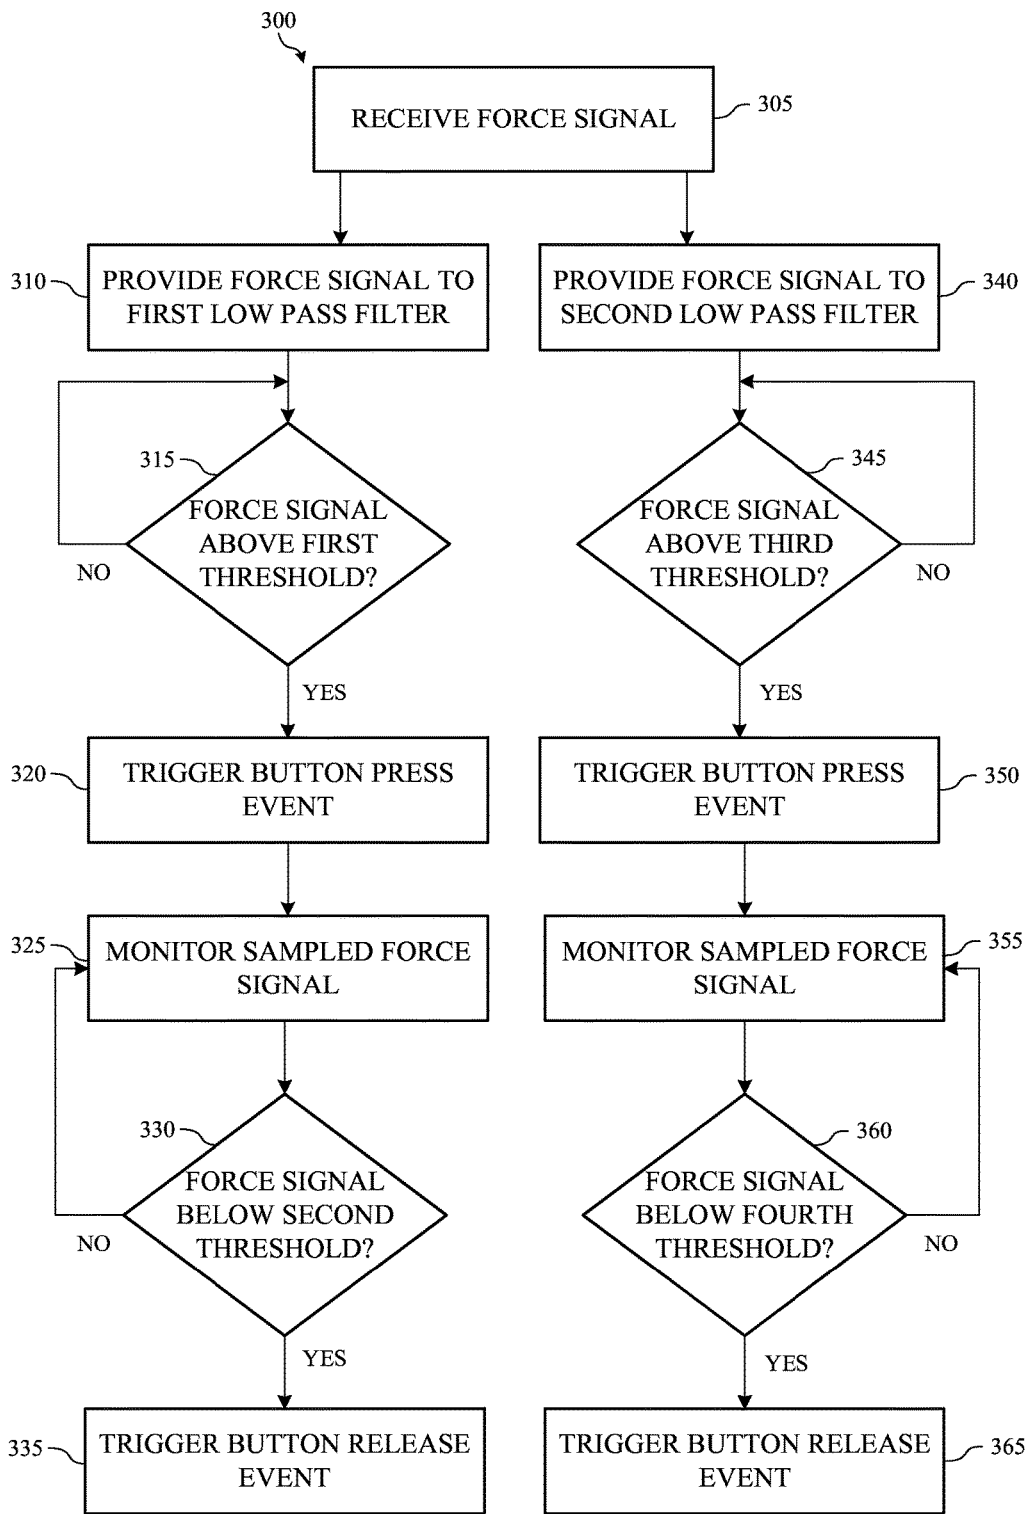 300
RECEIVE FORCE SIGNAL
305
310
PROVIDE FORCE SIGNAL TO
FIRST LOW PASS FILTER
PROVIDE FORCE SIGNAL TO
SECOND LOW PASS FILTER
340
315
FORCE SIGNAL
ABOVE FIRST
THRESHOLD?
NO
YES
345
FORCE SIGNAL
ABOVE THIRD
THRESHOLD?
NO
YES
320
TRIGGER BUTTON PRESS
EVENT
TRIGGER BUTTON PRESS
EVENT
350
325
MONITOR SAMPLED FORCE
SIGNAL
MONITOR SAMPLED FORCE
SIGNAL
355
330
FORCE SIGNAL
BELOW SECOND
THRESHOLD?
NO
YES
360
FORCE SIGNAL
BELOW FOURTH
THRESHOLD?
NO
YES
335
TRIGGER BUTTON RELEASE
EVENT
TRIGGER BUTTON RELEASE
EVENT
365